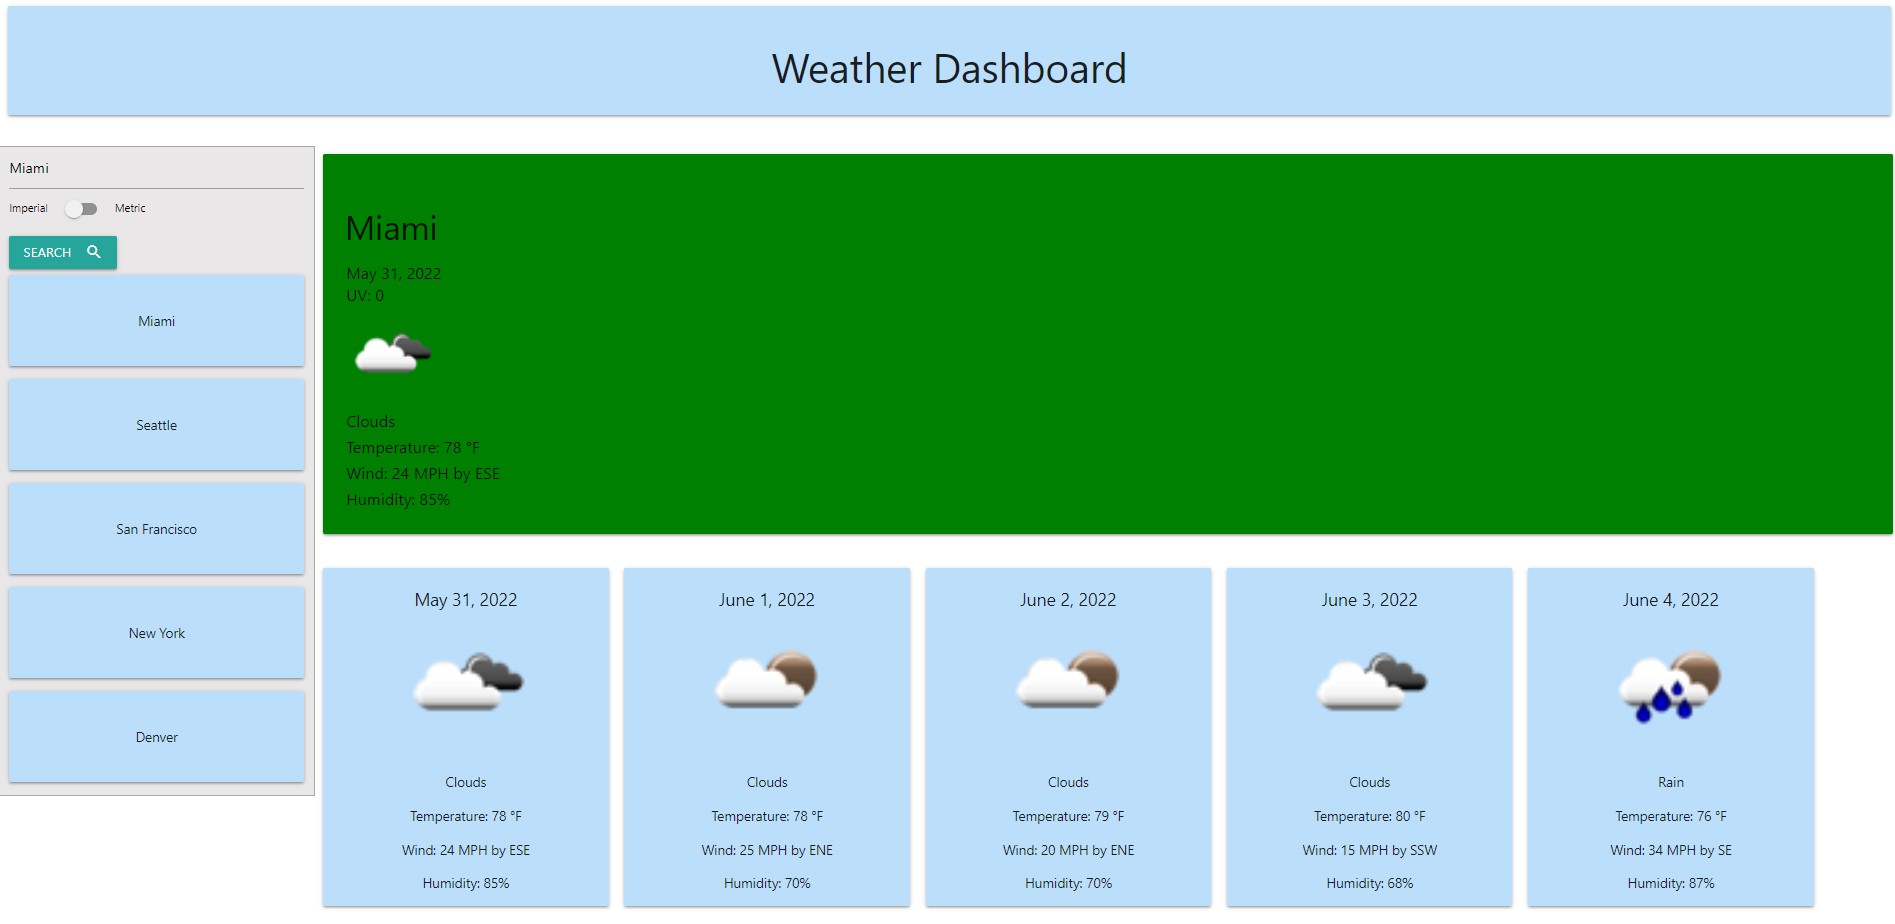 Weather Dashboard
Miami
Imperial Metric
SEARCH
Miami
Seattle
San Francisco
New York
Denver
Miami
May 31, 2022
UV: 0
Clouds
Temperature: 78 °F
Wind: 24 MPH by ESE
Humidity: 85%
May 31, 2022
Clouds
Temperature: 78 °F
Wind: 24 MPH by ESE
Humidity: 85%
June 1, 2022
Clouds
Temperature: 78 °F
Wind: 25 MPH by ENE
Humidity: 70%
June 2, 2022
Clouds
Temperature: 79 °F
Wind: 20 MPH by ENE
Humidity: 70%
June 3, 2022
Clouds
Temperature: 80 °F
Wind: 15 MPH by SSW
Humidity: 68%
June 4, 2022
Rain
Temperature: 76 °F
Wind: 34 MPH by SE
Humidity: 87%